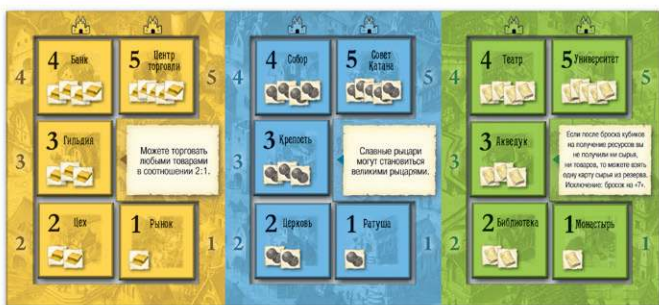 4 Банк
5 Центр
торговли
4
5
3 Гильдия
Можете торговать
любыми товарами
в соотношении 2:1.
3
2 Цех
1 Рынок
2
1
4 Собор
5 Совет
Катана
4
5
3 Крепость
Славные рыцари
могут становиться
великими рыцарями.
3
2 Церковь
1 Ратуша
2
1
4 Театр
5 Университет
4
5
3 Акведук
Если после броска кубиков
на получение ресурсов вы
не получили ни сырья,
ни товаров, то можете взять
одну карту сырья из резерва.
Исключение: бросок на «7».
3
2 Библиотека
1 Монастырь
2
1